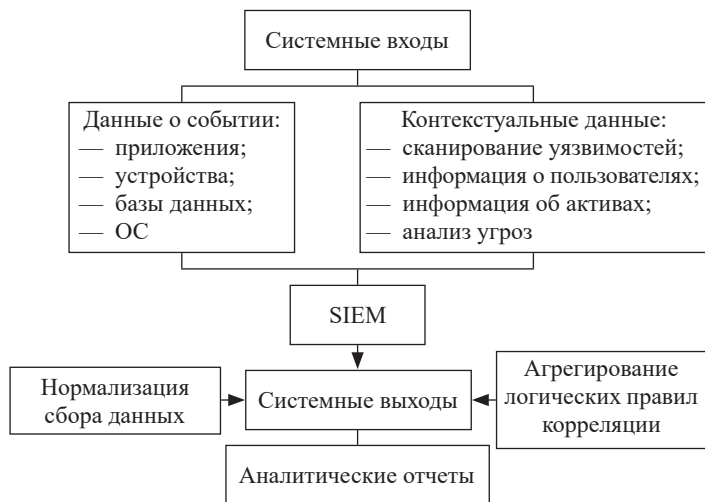 Системные входы
Данные о событии:
— приложения;
— устройства;
— базы данных;
— ОС
Контекстуальные данные:
— сканирование уязвимостей;
— информация о пользователях;
— информация об активах;
— анализ угроз
SIEM
Нормализация
сбора данных
Системные выходы
Агрегирование
логических правил
корреляции
Аналитические отчеты